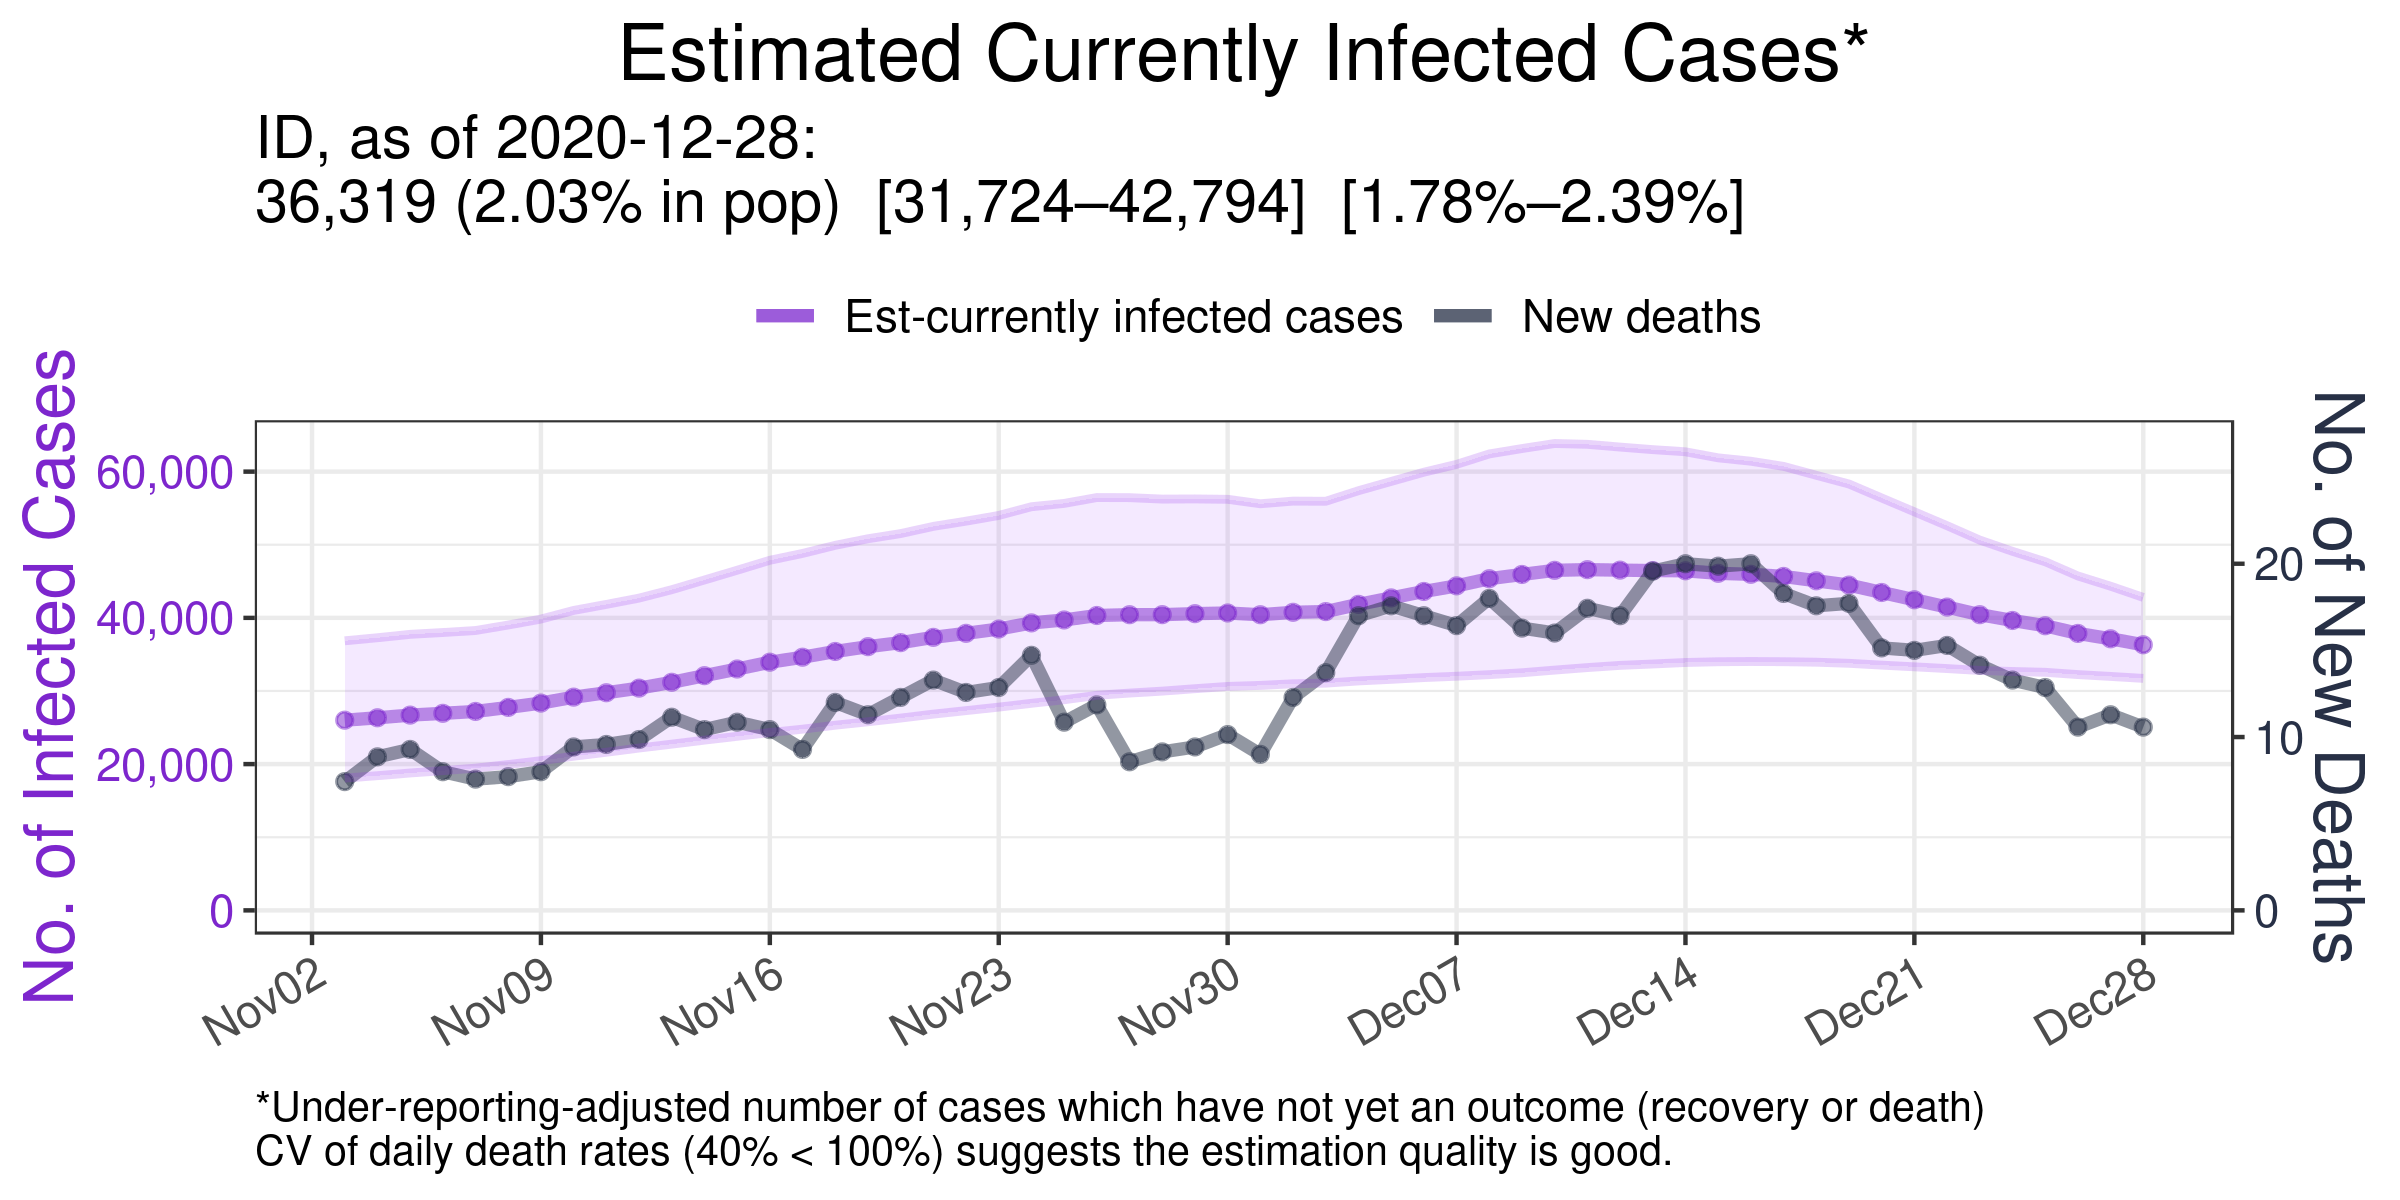 Estimated Currently Infected Cases*
ID, as of 2020-12-28:
36,319 (2.03% in pop)  [31,724–42,794]  [1.78%–2.39%]
Est-currently infected cases
New deaths
No. of Infected Cases
60,000
40,000
20,000
0
No. of New Deaths
20
10
0
Nov02
Nov09
Nov16
Nov23
Nov30
Dec07
Dec14
Dec21
Dec28
*Under-reporting-adjusted number of cases which have not yet an outcome (recovery or death)
CV of daily death rates (40% < 100%) suggests the estimation quality is good.